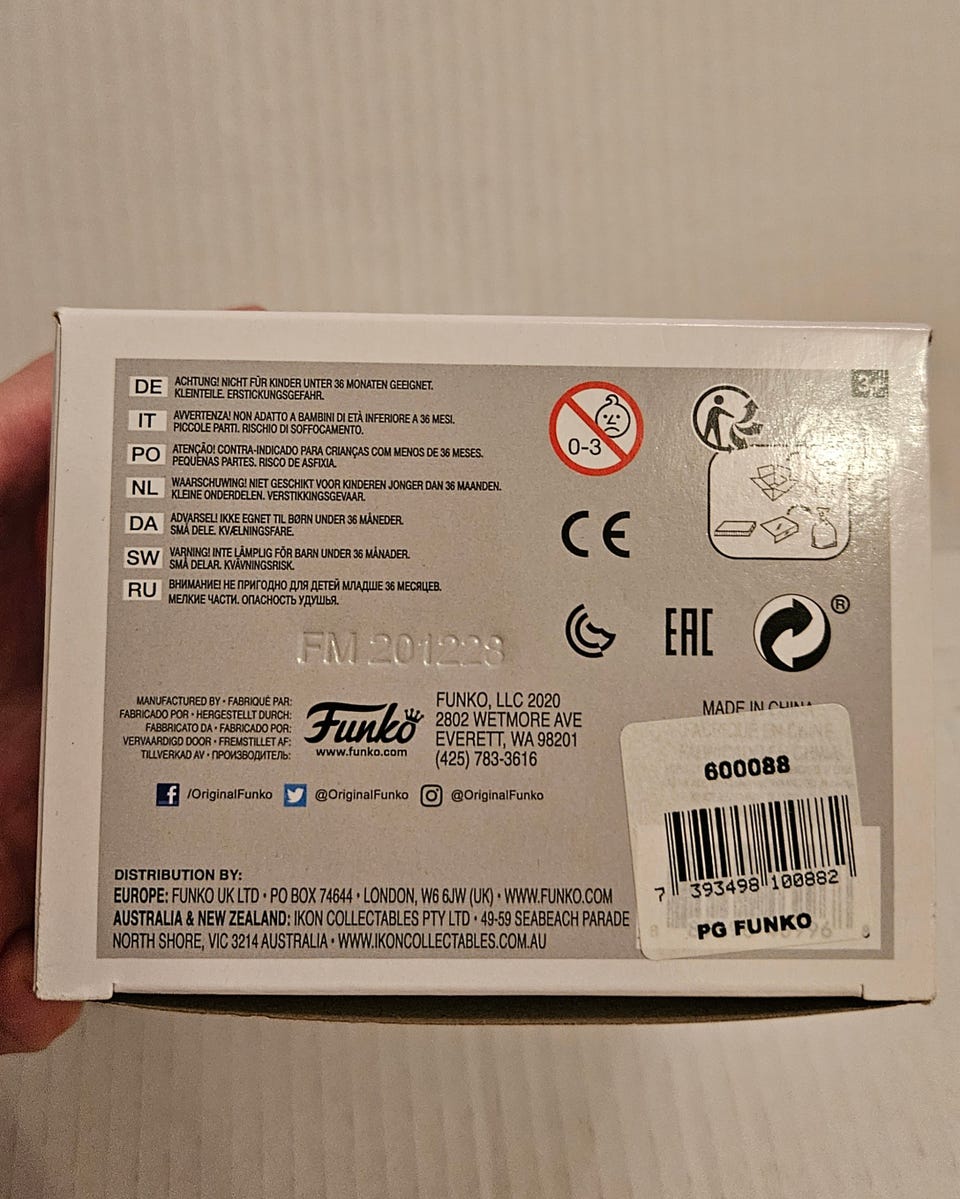 DE ACHTUNG! NICHT FÜR KINDER UNTER 36 MONATEN GEEIGNET.
KLEINTEILE. ERSTICKUNGSGEFAHR.
IT AVVERTENZA! NON ADATTO A BAMBINI DI ETÀ INFERIORE A 36 MESI.
PICCOLE PARTI. RISCHIO DI SOFFOCAMENTO.
PO ATENÇÃO! CONTRA-INDICADO PARA CRIANÇAS COM MENOS DE 36 MESES.
PEQUENAS PARTES. RISCO DE ASFIXIA.
NL WAARSCHUWING! NIET GESCHIKT VOOR KINDEREN JONGER DAN 36 MAANDEN.
KLEINE ONDERDELEN. VERSTIKKINGSGEVAAR.
DA ADVARSEL! IKKE EGNET TIL BØRN UNDER 36 MÅNEDER.
SMÅ DELE. KVÆLNINGSFARE.
SW VARNING! INTE LÄMPLIG FÖR BARN UNDER 36 MÅNADER.
SMÅ DELAR. KVÄVNINGSRISK.
RU ВНИМАНИЕ! НЕ ПРИГОДНО ДЛЯ ДЕТЕЙ МЛАДШЕ 36 МЕСЯЦЕВ.
МЕЛКИЕ ЧАСТИ. ОПАСНОСТЬ УДУШЬЯ.
0-3
3+
CE
EAC
®
FM 201228
MANUFACTURED BY • FABRIQUÉ PAR:
FABRICADO POR • HERGESTELLT DURCH:
FABBRICATO DA • FABRICADO POR:
VERVAARDIGD DOOR • FREMSTILLET AF:
TILLVERKAD AV • ПРОИЗВОДИТЕЛЬ:
Funko
www.funko.com
FUNKO, LLC 2020
2802 WETMORE AVE
EVERETT, WA 98201
(425) 783-3616
MADE IN CHINA
/OriginalFunko @OriginalFunko @OriginalFunko
600088
7 393498 100882
PG FUNKO
DISTRIBUTION BY:
EUROPE: FUNKO UK LTD • PO BOX 74644 • LONDON, W6 6JW (UK) • WWW.FUNKO.COM
AUSTRALIA & NEW ZEALAND: IKON COLLECTABLES PTY LTD • 49-59 SEABEACH PARADE
NORTH SHORE, VIC 3214 AUSTRALIA • WWW.IKONCOLLECTABLES.COM.AU